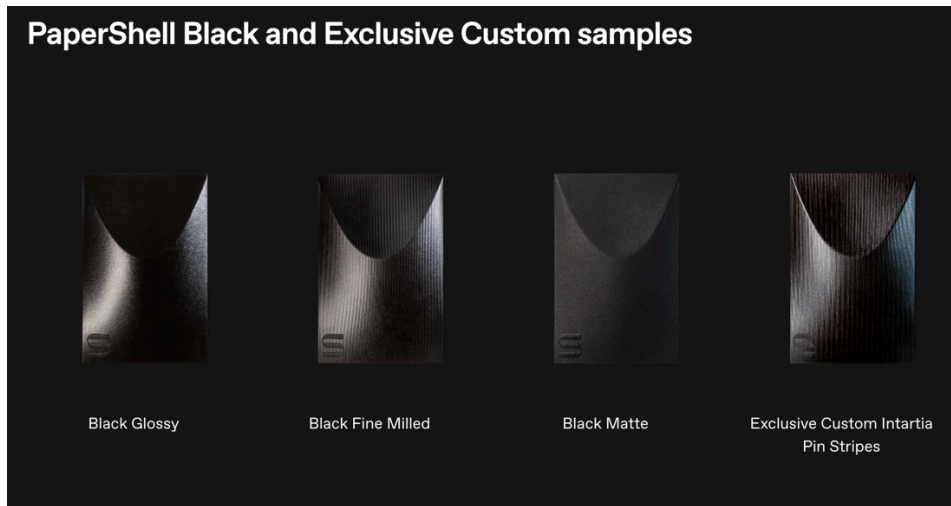 PaperShell Black and Exclusive Custom samples
Black Glossy
Black Fine Milled
Black Matte
Exclusive Custom Intartia
Pin Stripes